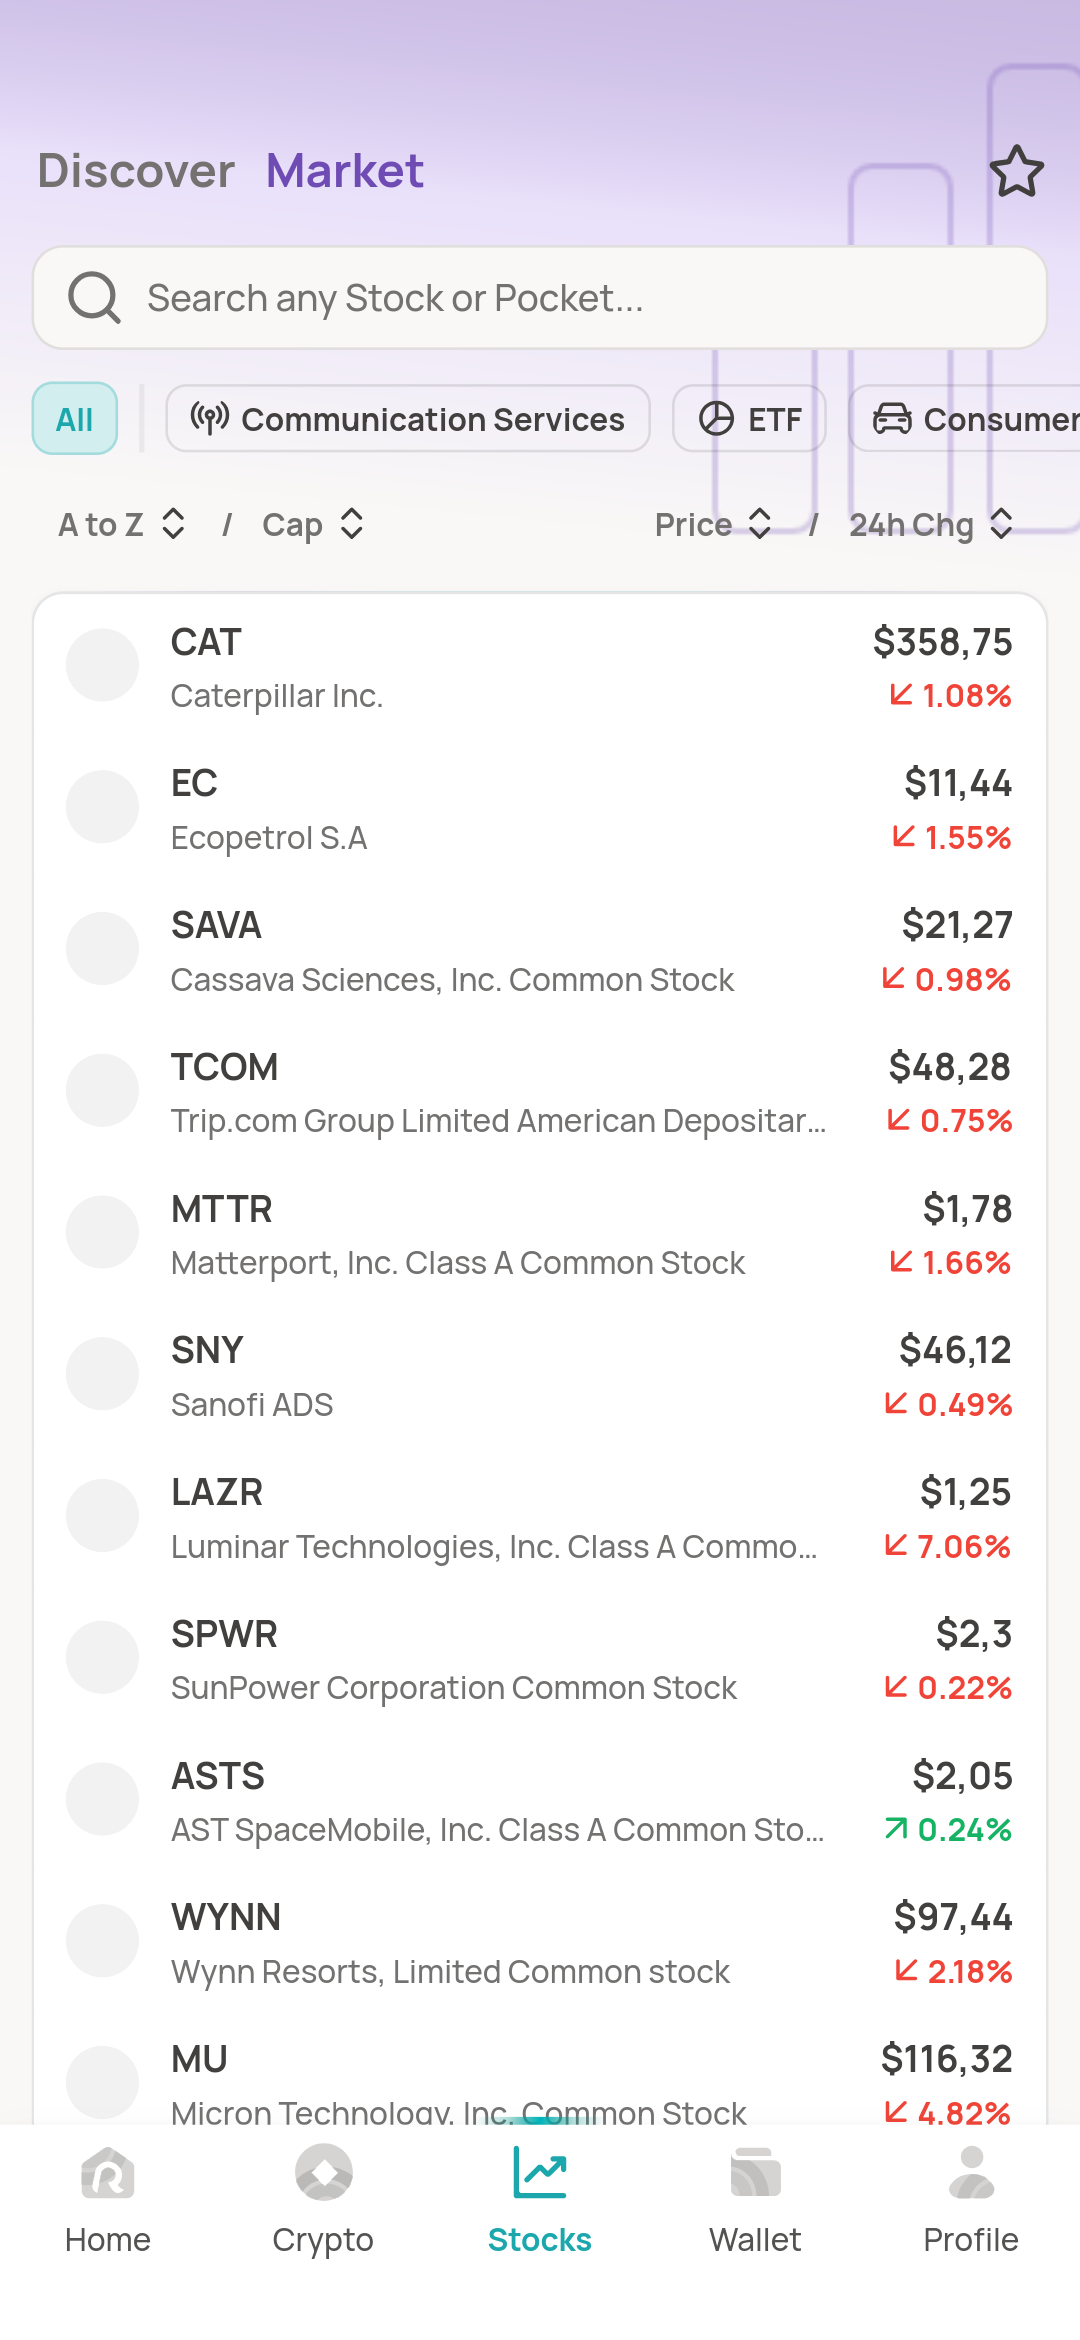 Discover Market
Search any Stock or Pocket...
All Communication Services ETF Consumer
A to Z / Cap Price / 24h Chg
CAT $358,75
Caterpillar Inc. 1.08%
EC $11,44
Ecopetrol S.A 1.55%
SAVA $21,27
Cassava Sciences, Inc. Common Stock 0.98%
TCOM $48,28
Trip.com Group Limited American Depositar... 0.75%
MTTR $1,78
Matterport, Inc. Class A Common Stock 1.66%
SNY $46,12
Sanofi ADS 0.49%
LAZR $1,25
Luminar Technologies, Inc. Class A Commo... 7.06%
SPWR $2,3
SunPower Corporation Common Stock 0.22%
ASTS $2,05
AST SpaceMobile, Inc. Class A Common Sto... 0.24%
WYNN $97,44
Wynn Resorts, Limited Common stock 2.18%
MU $116,32
Micron Technology, Inc. Common Stock 4.82%
Home Crypto Stocks Wallet Profile